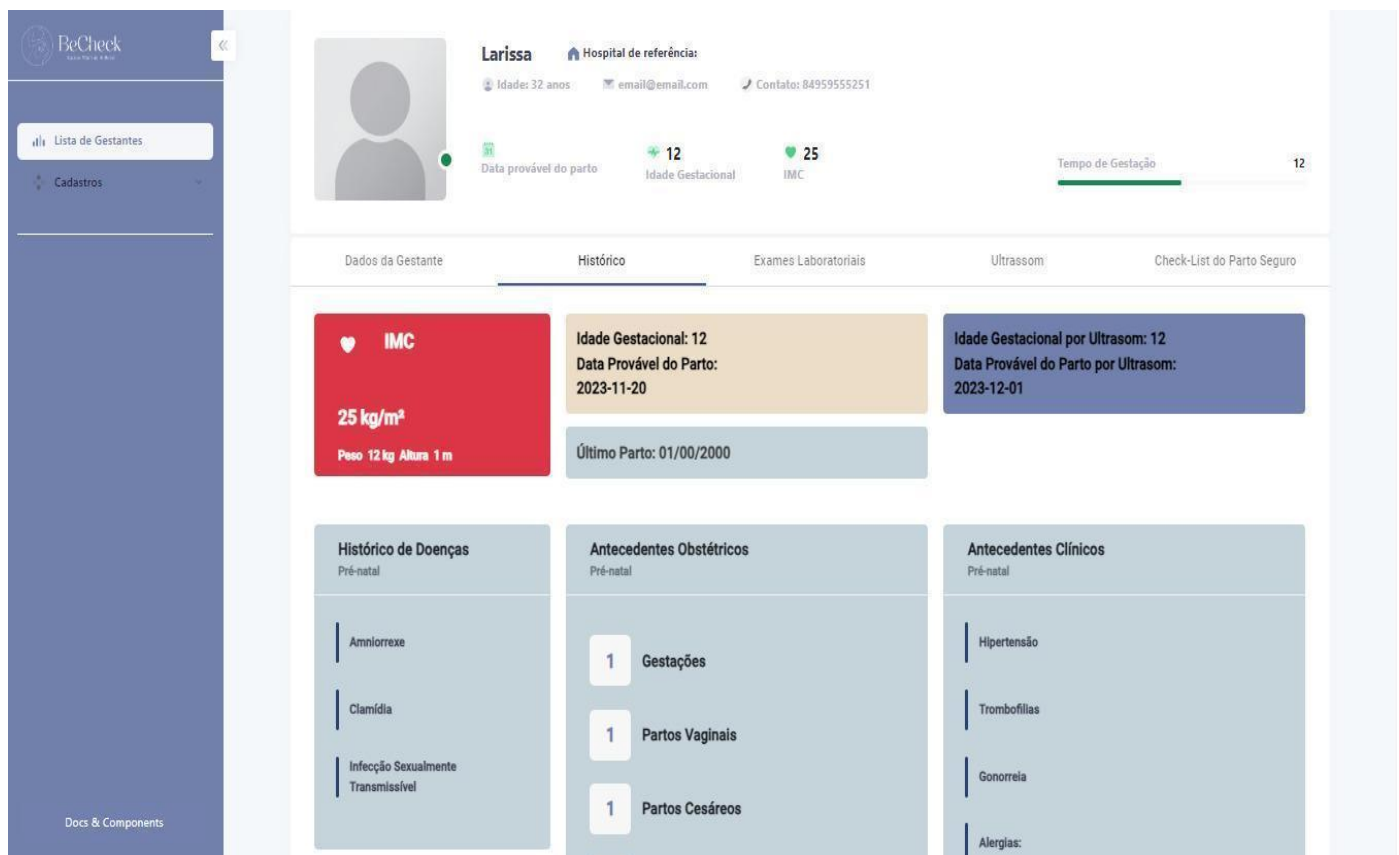 BeCheck
Lista de Gestantes
Cadastros
Docs & Components
Larissa
Hospital de referência:
Idade: 32 anos
email@email.com
Contato: 84959555251
Data provável do parto
12
Idade Gestacional
25
IMC
Tempo de Gestação
12
Dados da Gestante
Histórico
Exames Laboratoriais
Ultrassom
Check-List do Parto Seguro
IMC
25 kg/m²
Peso 12 kg Altura 1 m
Idade Gestacional: 12
Data Provável do Parto:
2023-11-20
Último Parto: 01/00/2000
Idade Gestacional por Ultrasom: 12
Data Provável do Parto por Ultrasom:
2023-12-01
Histórico de Doenças
Pré-natal
Amniorrexe
Clamídia
Infecção Sexualmente
Transmissível
Antecedentes Obstétricos
Pré-natal
1 Gestações
1 Partos Vaginais
1 Partos Cesáreos
Antecedentes Clínicos
Pré-natal
Hipertensão
Trombofilias
Gonorreia
Alergias: